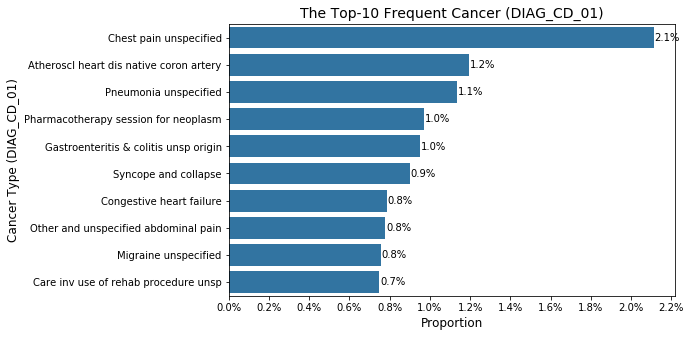 The Top-10 Frequent Cancer (DIAG_CD_01)
Cancer Type (DIAG_CD_01)
Chest pain unspecified 2.1%
Atheroscl heart dis native coron artery 1.2%
Pneumonia unspecified 1.1%
Pharmacotherapy session for neoplasm 1.0%
Gastroenteritis & colitis unsp origin 1.0%
Syncope and collapse 0.9%
Congestive heart failure 0.8%
Other and unspecified abdominal pain 0.8%
Migraine unspecified 0.8%
Care inv use of rehab procedure unsp 0.7%
0.0% 0.2% 0.4% 0.6% 0.8% 1.0% 1.2% 1.4% 1.6% 1.8% 2.0% 2.2%
Proportion